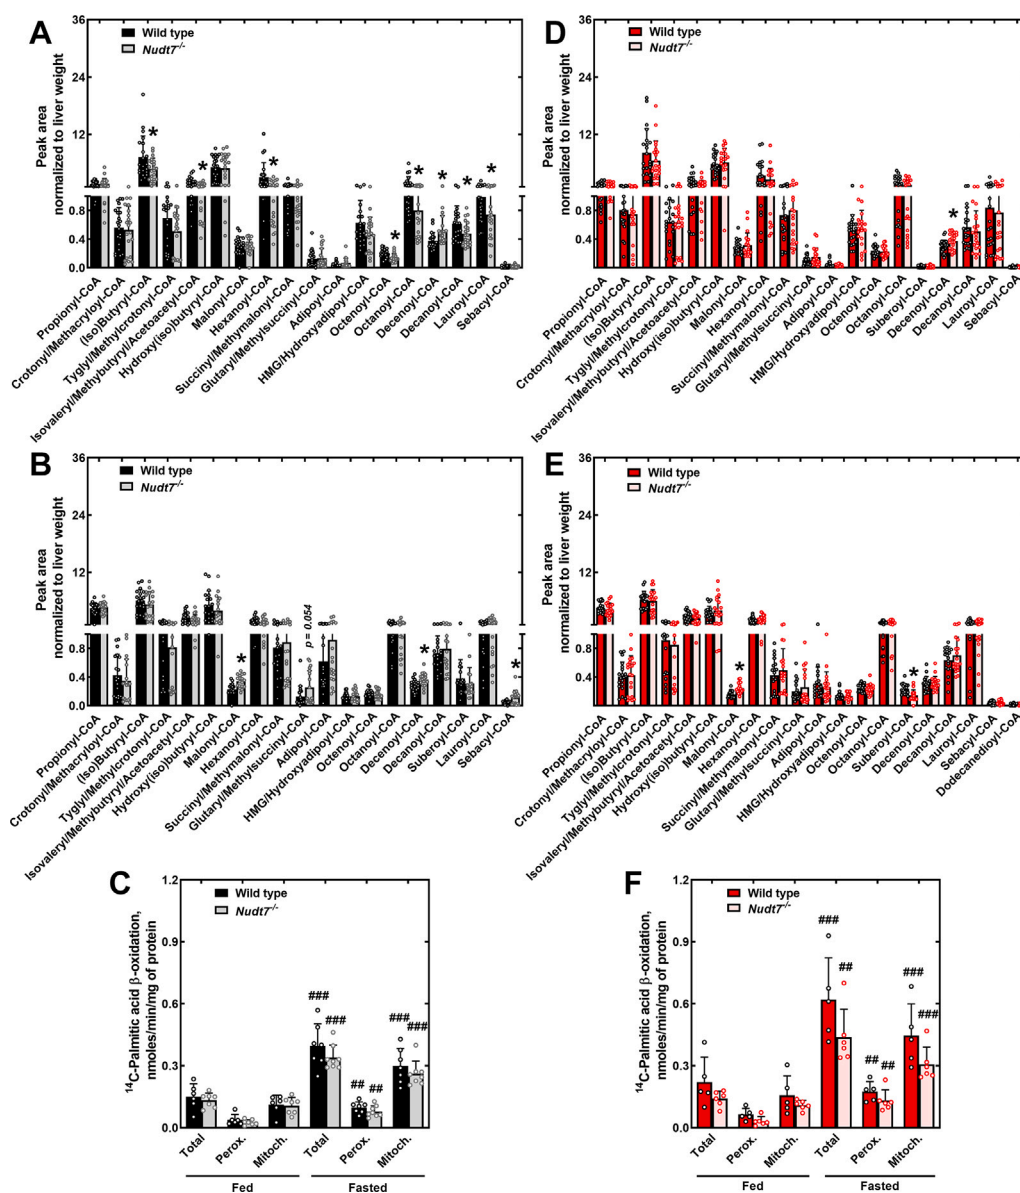 A
Wild type
Nudt7-/-
Peak area
normalized to liver weight
36
24
12
0.8
0.4
0.0
*
*
*
*
*
*
*
*
Propionyl-CoA
Crotonyl/Methacrylyl-CoA
(Iso)Butyryl-CoA
Tyglyl/Methylcrotonyl-CoA
Isovaleryl/Methybutyryl/Acetoacetyl-CoA
Hydroxy(iso)butyryl-CoA
Malonyl-CoA
Hexanoyl-CoA
Succinyl/Methylmalonyl-CoA
Glutaryl/Methylsuccinyl-CoA
Adipoyl-CoA
HMG/Hydroxyadipoyl-CoA
Octenoyl-CoA
Octanoyl-CoA
Decenoyl-CoA
Decanoyl-CoA
Lauroyl-CoA
Sebacyl-CoA
D
Wild type
Nudt7-/-
Peak area
normalized to liver weight
36
24
12
0.8
0.4
0.0
*
Propionyl-CoA
Crotonyl/Methacrylyl-CoA
(Iso)Butyryl-CoA
Tyglyl/Methylcrotonyl-CoA
Isovaleryl/Methybutyryl/Acetoacetyl-CoA
Hydroxy(iso)butyryl-CoA
Malonyl-CoA
Hexanoyl-CoA
Succinyl/Methylmalonyl-CoA
Glutaryl/Methylsuccinyl-CoA
Adipoyl-CoA
HMG/Hydroxyadipoyl-CoA
Octenoyl-CoA
Octanoyl-CoA
Suberoyl-CoA
Decenoyl-CoA
Decanoyl-CoA
Lauroyl-CoA
Sebacyl-CoA
B
Wild type
Nudt7-/-
Peak area
normalized to liver weight
36
24
12
0.8
0.4
0.0
*
p = 0.054
*
*
Propionyl-CoA
Crotonyl/Methacryloyl-CoA
(Iso)Butyryl-CoA
Tyglyl/Methylcrotonyl-CoA
Isovaleryl/Methybutyryl/Acetoacetyl-CoA
Hydroxy(iso)butyryl-CoA
Malonyl-CoA
Hexanoyl-CoA
Succinyl/Methymalonyl-CoA
Glutaryl/Methylsuccinyl-CoA
Adipoyl-CoA
HMG/Hydroxyadipoyl-CoA
Octenoyl-CoA
Octanoyl-CoA
Decenoyl-CoA
Decanoyl-CoA
Suberoyl-CoA
Lauroyl-CoA
Sebacyl-CoA
E
Wild type
Nudt7-/-
Peak area
normalized to liver weight
36
24
12
0.8
0.4
0.0
*
*
Propionyl-CoA
Crotonyl/Methacryloyl-CoA
(Iso)Butyryl-CoA
Tyglyl/Methylcrotonyl-CoA
Isovaleryl/Methybutyryl/Acetoacetyl-CoA
Hydroxy(iso)butyryl-CoA
Malonyl-CoA
Hexanoyl-CoA
Succinyl/Methymalonyl-CoA
Glutaryl/Methylsuccinyl-CoA
Adipoyl-CoA
HMG/Hydroxyadipoyl-CoA
Octenoyl-CoA
Octanoyl-CoA
Suberoyl-CoA
Decenoyl-CoA
Decanoyl-CoA
Lauroyl-CoA
Sebacyl-CoA
Dodecanedioyl-CoA
C
Wild type
Nudt7-/-
14C-Palmitic acid β-oxidation,
nmoles/min/mg of protein
1.2
0.9
0.6
0.3
0.0
###
###
##
##
###
###
Total
Perox.
Mitoch.
Total
Perox.
Mitoch.
Fed
Fasted
F
Wild type
Nudt7-/-
14C-Palmitic acid β-oxidation,
nmoles/min/mg of protein
1.2
0.9
0.6
0.3
0.0
###
##
##
##
###
###
Total
Perox.
Mitoch.
Total
Perox.
Mitoch.
Fed
Fasted